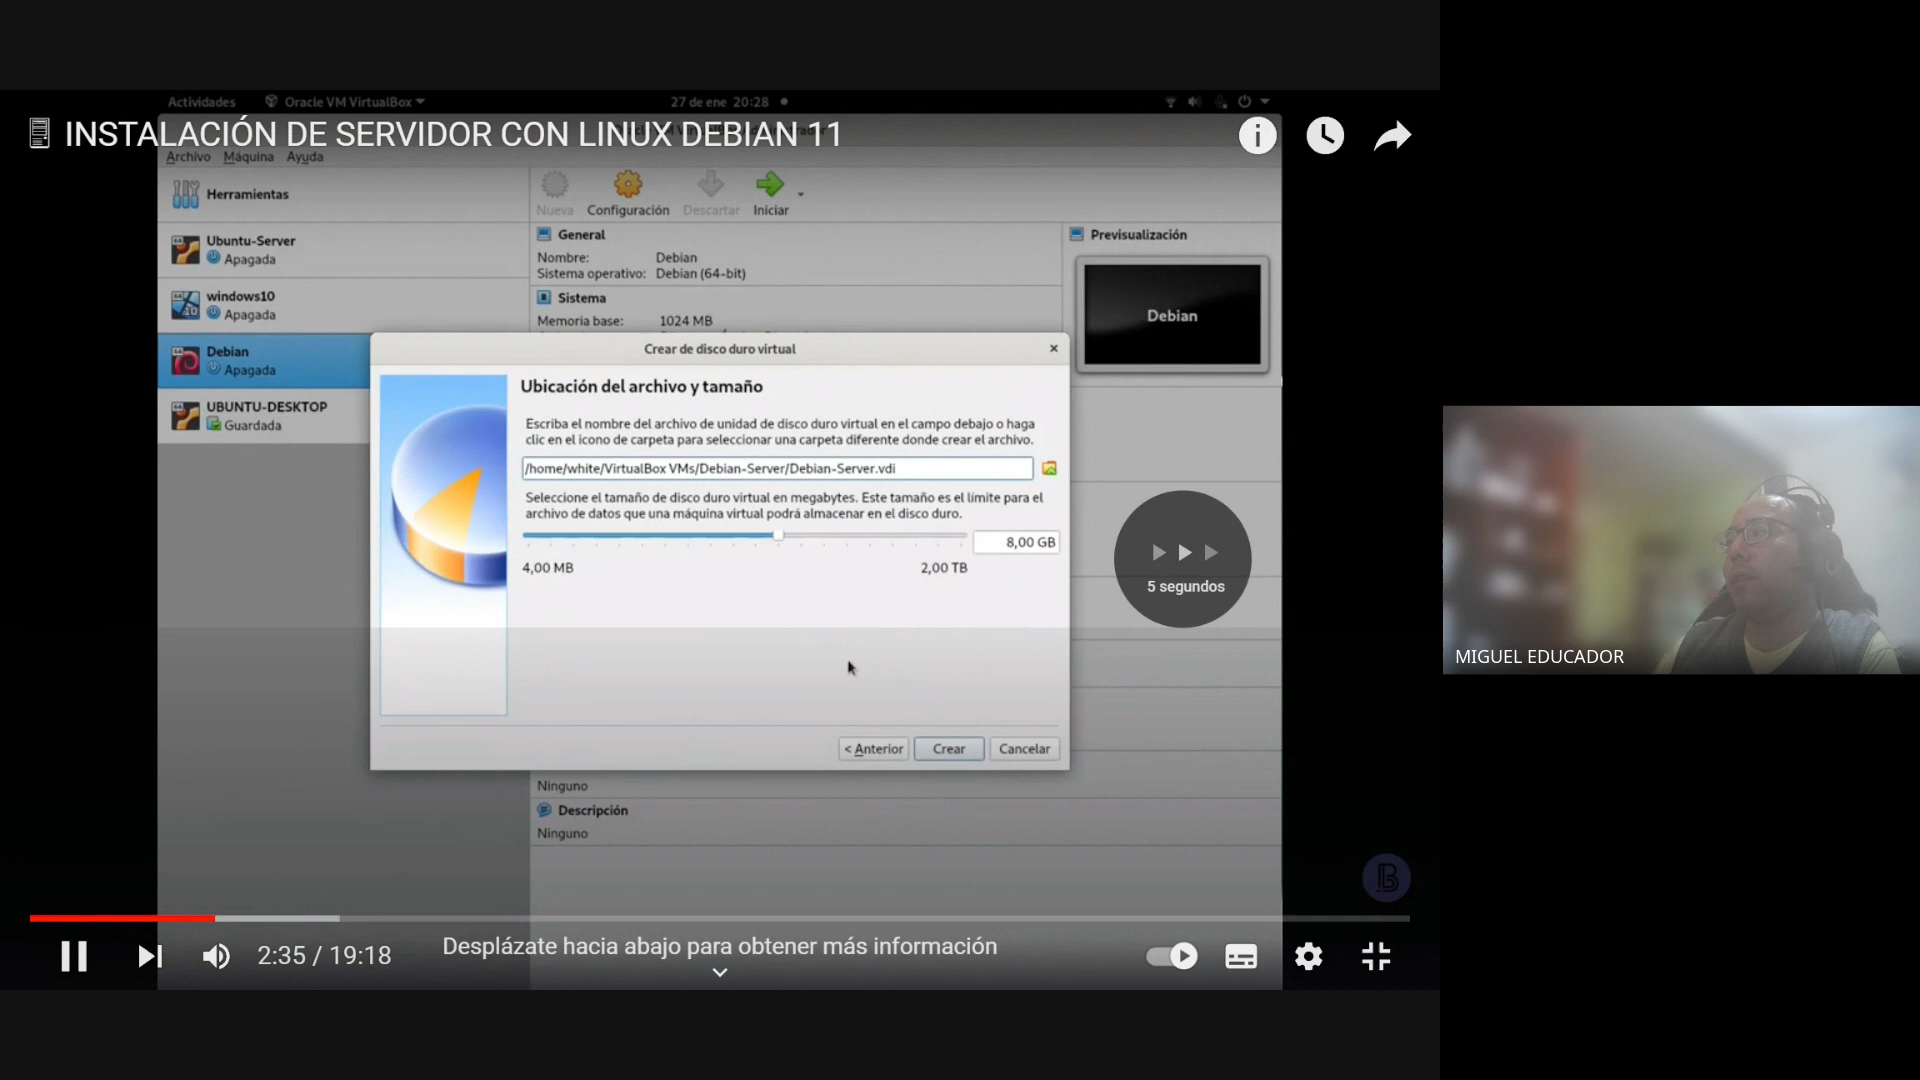 Actividades
Oracle VM VirtualBox
27 de ene 20:28
INSTALACIÓN DE SERVIDOR CON LINUX DEBIAN 11
Archivo Máquina Ayuda
Herramientas
Nueva Configuración Descartar Iniciar
Ubuntu-Server
Apagada
windows10
Apagada
Debian
Apagada
UBUNTU-DESKTOP
Guardada
General
Nombre: Debian
Sistema operativo: Debian (64-bit)
Sistema
Memoria base: 1024 MB
Previsualización
Debian
Crear de disco duro virtual
Ubicación del archivo y tamaño
Escriba el nombre del archivo de unidad de disco duro virtual en el campo debajo o haga
clic en el icono de carpeta para seleccionar una carpeta diferente donde crear el archivo.
/home/white/VirtualBox VMs/Debian-Server/Debian-Server.vdi
Seleccione el tamaño de disco duro virtual en megabytes. Este tamaño es el límite para el
archivo de datos que una máquina virtual podrá almacenar en el disco duro.
8,00 GB
4,00 MB 2,00 TB
< Anterior Crear Cancelar
5 segundos
Ninguno
Descripción
Ninguno
2:35 / 19:18
Desplázate hacia abajo para obtener más información
MIGUEL EDUCADOR